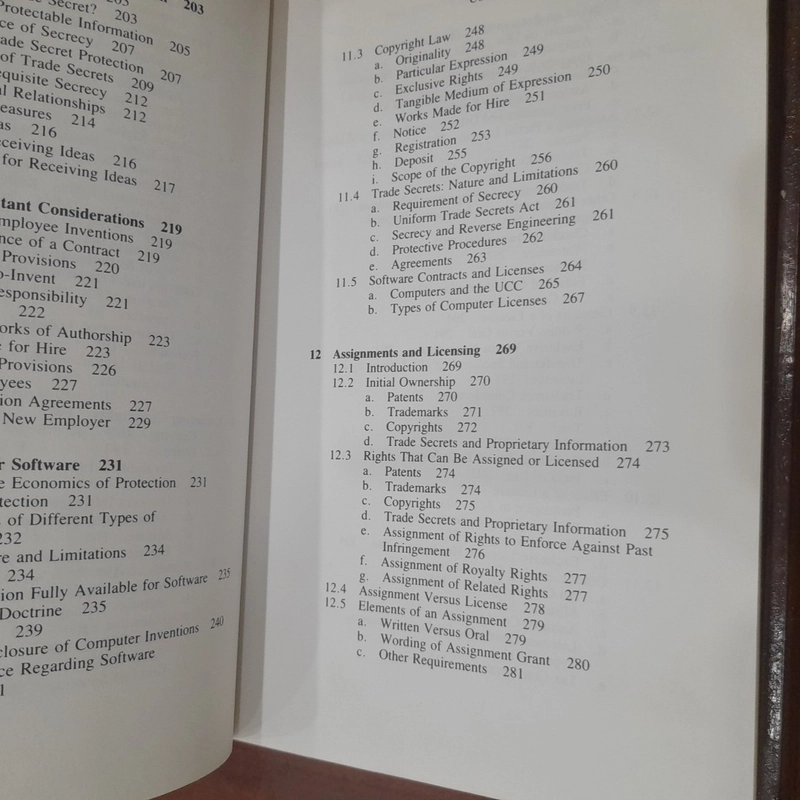 203
Secret? 203
Protectable Information 205
ce of Secrecy 207
ade Secret Protection 207
of Trade Secrets 209
equisite Secrecy 212
al Relationships 212
easures 214
as 216
ceiving Ideas 216
for Receiving Ideas 217
tant Considerations 219
mployee Inventions 219
nce of a Contract 219
Provisions 220
o-Invent 221
esponsibility 221
222
orks of Authorship 223
e for Hire 223
Provisions 226
yees 227
ion Agreements 227
New Employer 229
r Software 231
e Economics of Protection 231
tection 231
of Different Types of
232
re and Limitations 234
234
ion Fully Available for Software 235
Doctrine 235
239
closure of Computer Inventions 240
ce Regarding Software
1
11.3 Copyright Law 248
a. Originality 248
b. Particular Expression 249
c. Exclusive Rights 249
d. Tangible Medium of Expression 250
e. Works Made for Hire 251
f. Notice 252
g. Registration 253
h. Deposit 255
i. Scope of the Copyright 256
11.4 Trade Secrets: Nature and Limitations 260
a. Requirement of Secrecy 260
b. Uniform Trade Secrets Act 261
c. Secrecy and Reverse Engineering 261
d. Protective Procedures 262
e. Agreements 263
11.5 Software Contracts and Licenses 264
a. Computers and the UCC 265
b. Types of Computer Licenses 267
12 Assignments and Licensing 269
12.1 Introduction 269
12.2 Initial Ownership 270
a. Patents 270
b. Trademarks 271
c. Copyrights 272
d. Trade Secrets and Proprietary Information 273
12.3 Rights That Can Be Assigned or Licensed 274
a. Patents 274
b. Trademarks 274
c. Copyrights 275
d. Trade Secrets and Proprietary Information 275
e. Assignment of Rights to Enforce Against Past
Infringement 276
f. Assignment of Royalty Rights 277
g. Assignment of Related Rights 277
12.4 Assignment Versus License 278
12.5 Elements of an Assignment 279
a. Written Versus Oral 279
b. Wording of Assignment Grant 280
c. Other Requirements 281